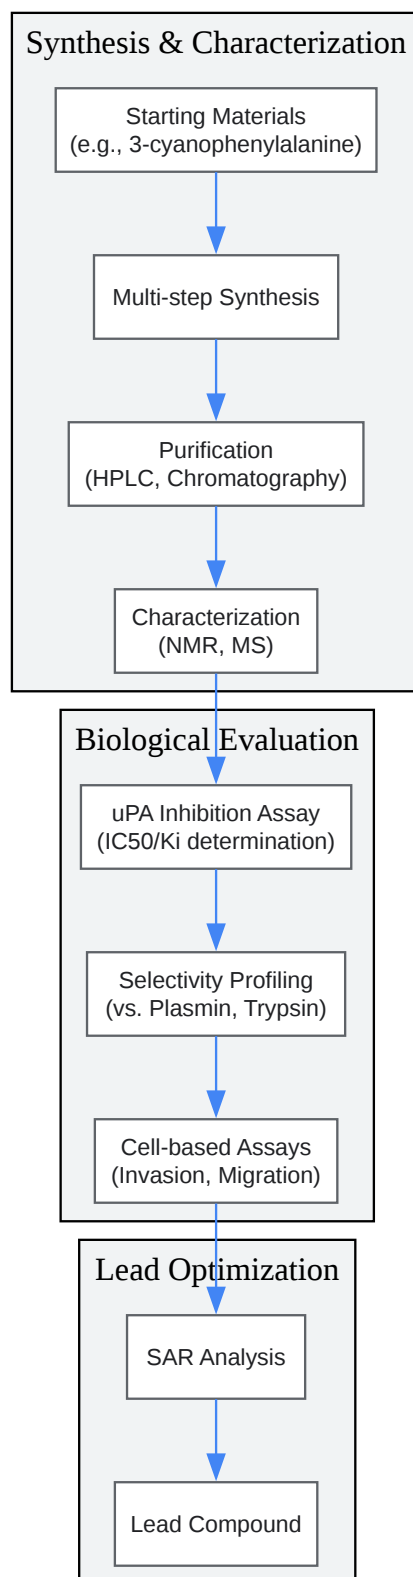 Synthesis & Characterization
Starting Materials
(e.g., 3-cyanophenylalanine)
Multi-step Synthesis
Purification
(HPLC, Chromatography)
Characterization
(NMR, MS)
Biological Evaluation
uPA Inhibition Assay
(IC50/Ki determination)
Selectivity Profiling
(vs. Plasmin, Trypsin)
Cell-based Assays
(Invasion, Migration)
Lead Optimization
SAR Analysis
Lead Compound